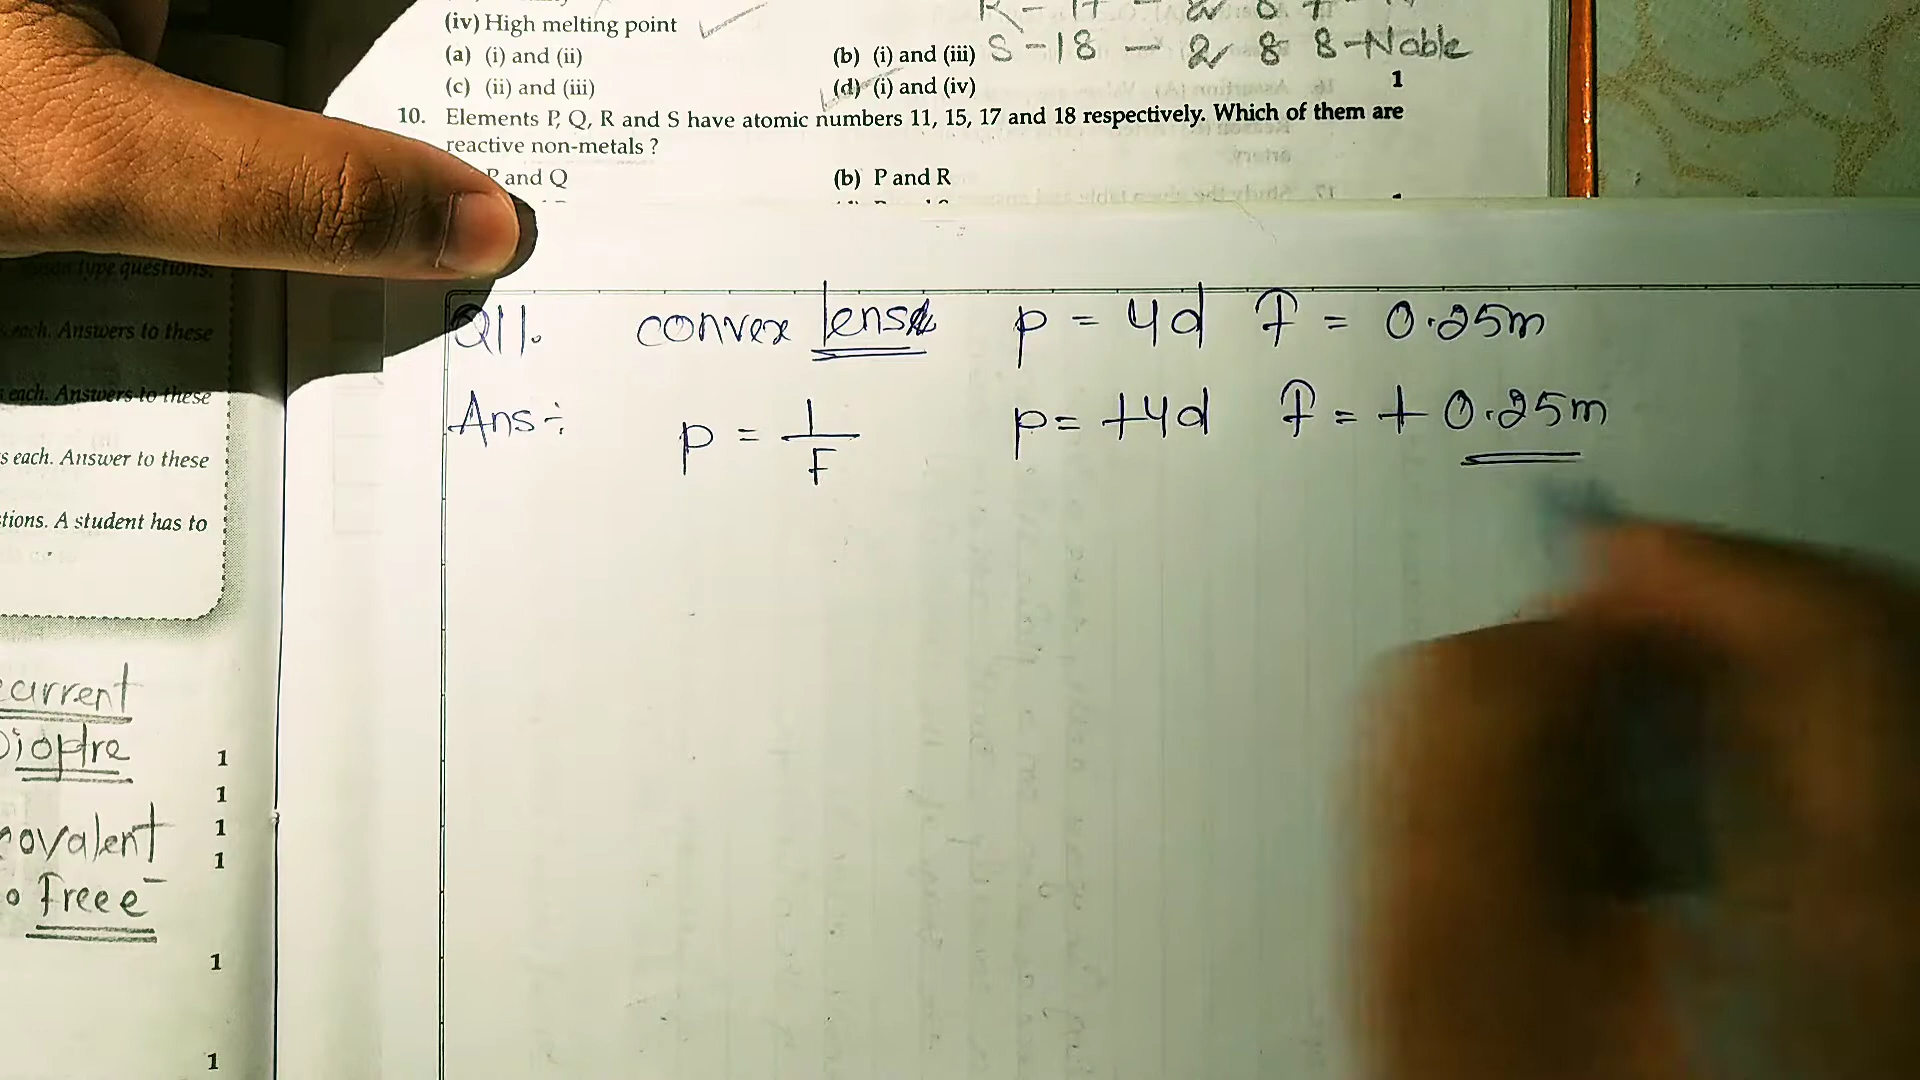 (iv) High melting point
(a) (i) and (ii)
(b) (i) and (iii) S - 18 - 2 8 8 - Noble
(c) (ii) and (iii)
(d) (i) and (iv)
1
10. Elements P, Q, R and S have atomic numbers 11, 15, 17 and 18 respectively. Which of them are
reactive non-metals ?
P and Q
(b) P and R
type questions.
each. Answers to these
each. Answers to these
s each. Answer to these
tions. A student has to
Q11. convex lens p = 4d F = 0.25m
Ans ÷ p = 1/F p = +4d F = + 0.25m
current
Dioptre
1
1
covalent
1
1
Free e-
1
1